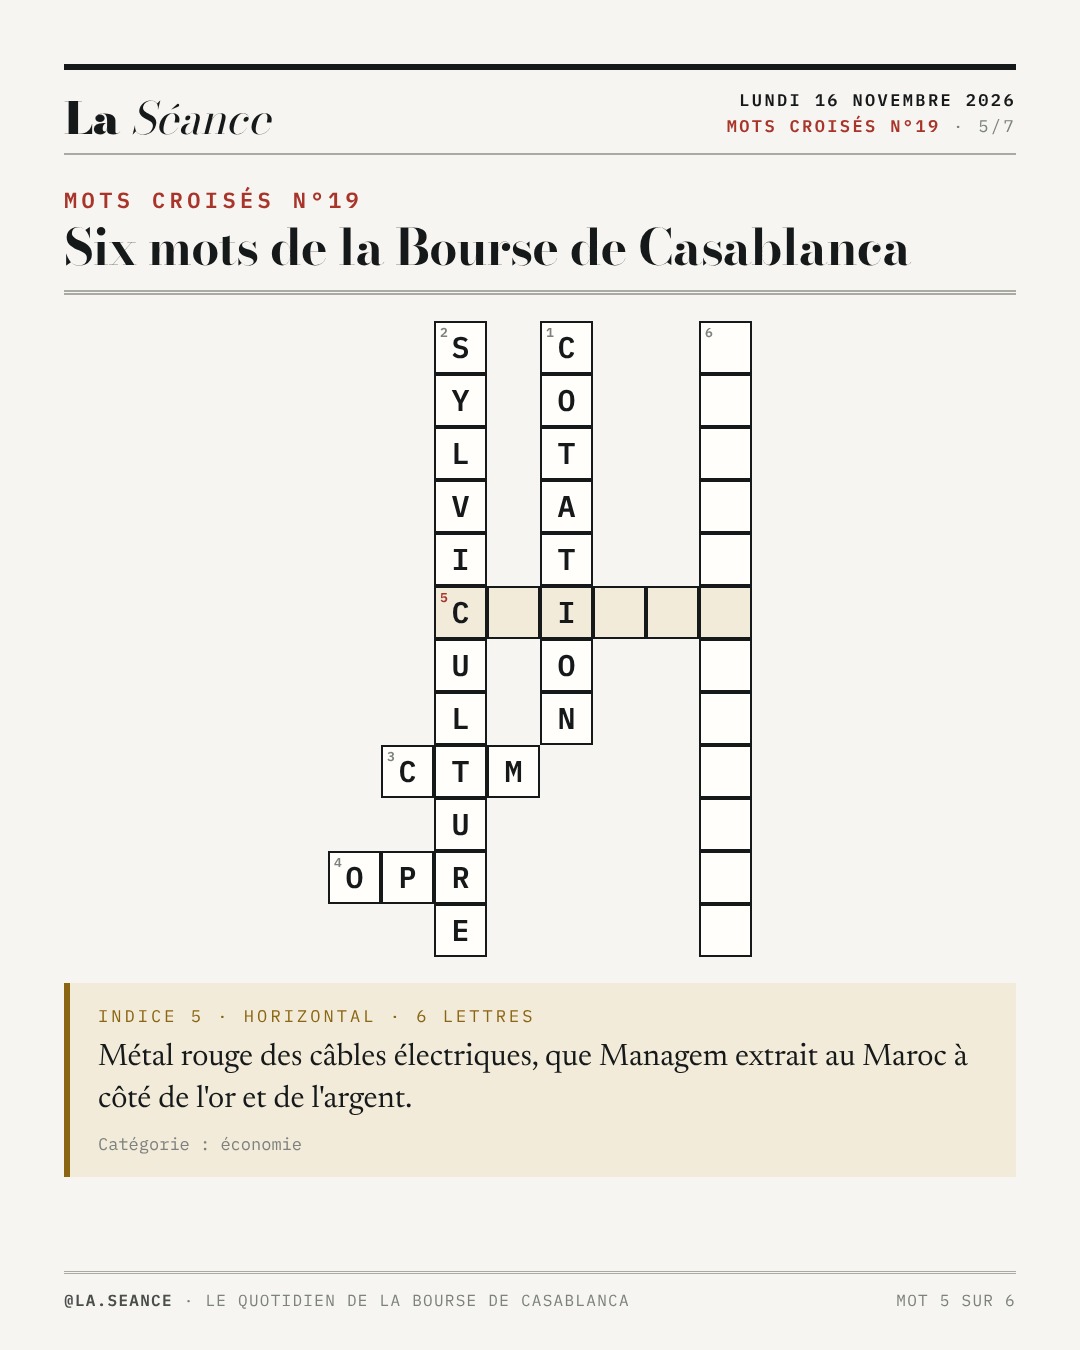 La Séance
LUNDI 16 NOVEMBRE 2026
MOTS CROISÉS N°19 · 5/7
MOTS CROISÉS N°19
Six mots de la Bourse de Casablanca
2 S 1 C 6
Y O
L T
V A
I T
5 C I
U O
L N
3 C T M
U
4 O P R
E
INDICE 5 · HORIZONTAL · 6 LETTRES
Métal rouge des câbles électriques, que Managem extrait au Maroc à
côté de l'or et de l'argent.
Catégorie : économie
@LA.SEANCE · LE QUOTIDIEN DE LA BOURSE DE CASABLANCA
MOT 5 SUR 6